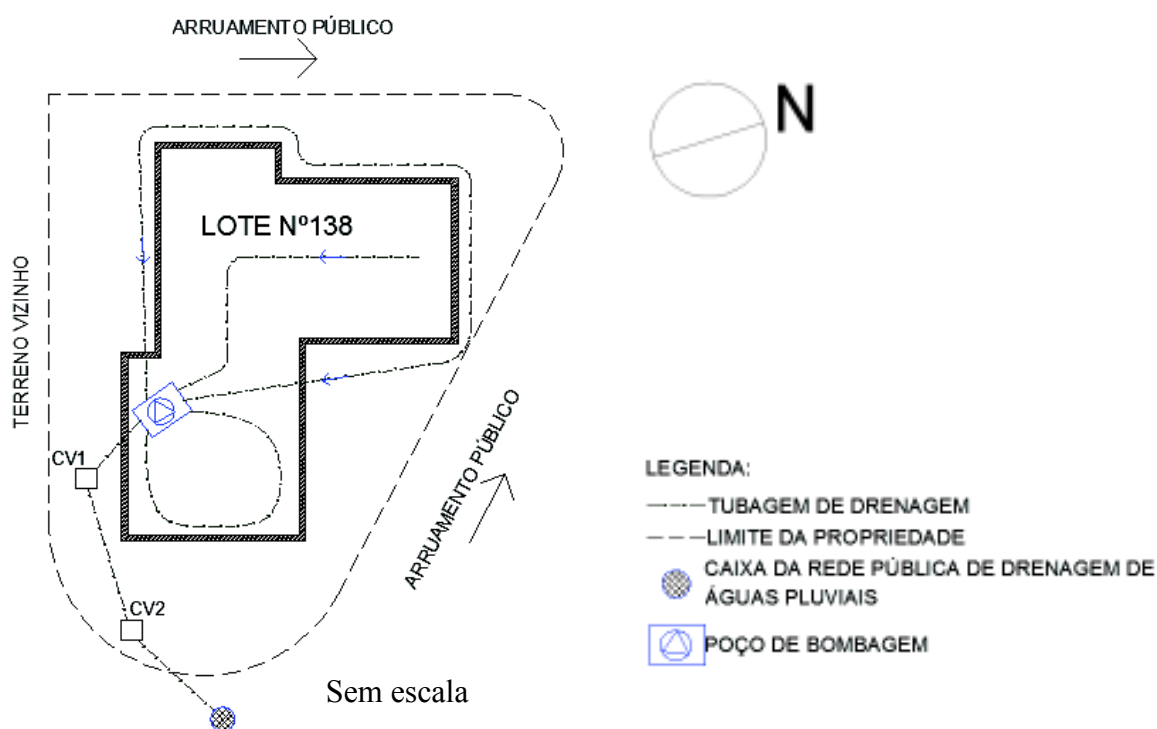 ARRUAMENTO PÚBLICO
N
LOTE Nº138
TERRENO VIZINHO
ARRUAMENTO PÚBLICO
CV1
CV2
Sem escala
LEGENDA:
TUBAGEM DE DRENAGEM
LIMITE DA PROPRIEDADE
CAIXA DA REDE PÚBLICA DE DRENAGEM DE
ÁGUAS PLUVIAIS
POÇO DE BOMBAGEM